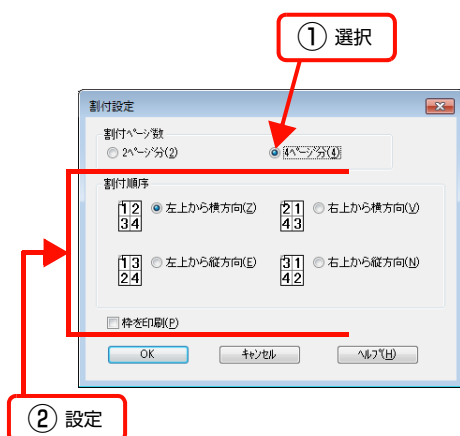 ① 選択
割付設定
割付ﾍﾟｰｼﾞ数
2ﾍﾟｰｼﾞ分(2)
4ﾍﾟｰｼﾞ分(4)
割付順序
12
34
左上から横方向(Z)
21
43
右上から横方向(V)
13
24
左上から縦方向(E)
31
42
右上から縦方向(N)
枠を印刷(P)
OK
ｷｬﾝｾﾙ
ﾍﾙﾌﾟ(H)
② 設定